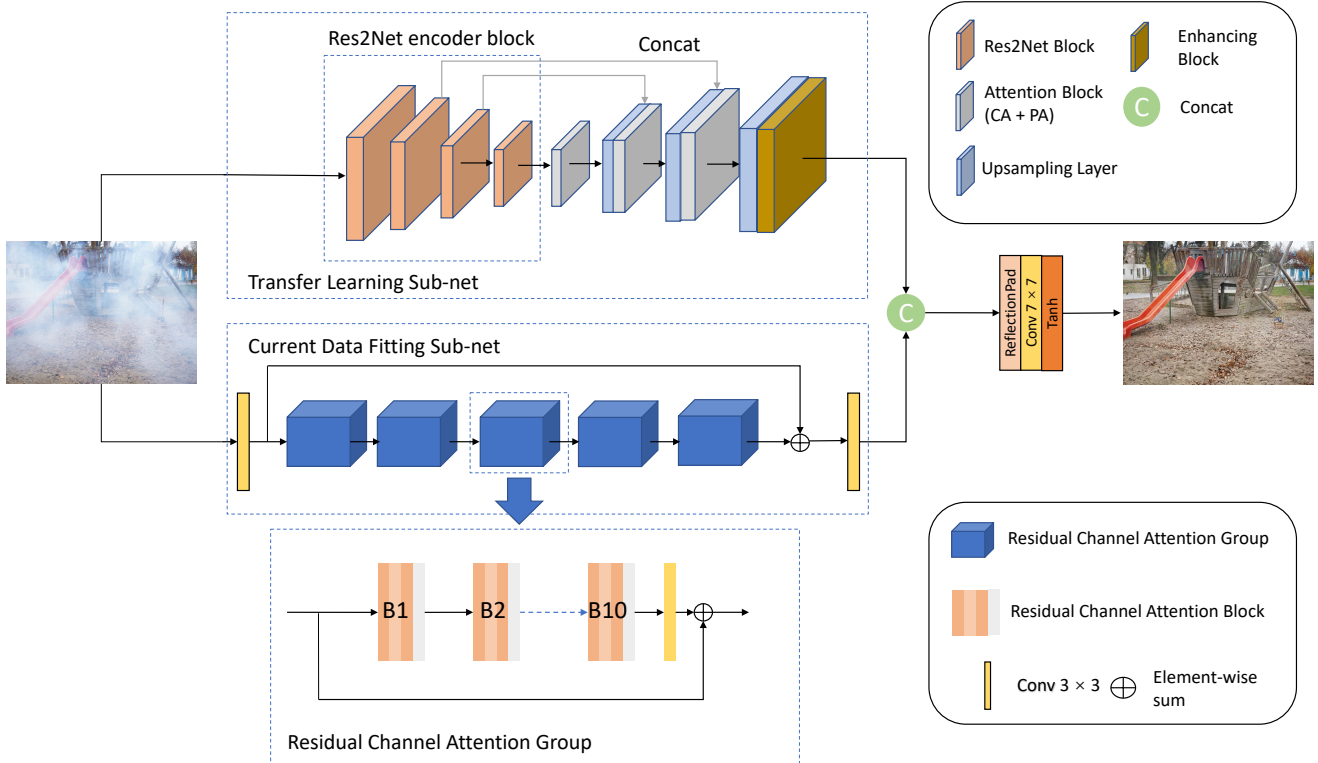 Res2Net encoder block
Concat
Transfer Learning Sub-net
Res2Net Block
Enhancing
Block
Attention Block
(CA + PA)
C
Concat
Upsampling Layer
C
ReflectionPad
Conv 7 × 7
Tanh
Current Data Fitting Sub-net
B1
B2
B10
Residual Channel Attention Group
Residual Channel Attention Group
Residual Channel Attention Block
Conv 3 × 3
Element-wise
sum